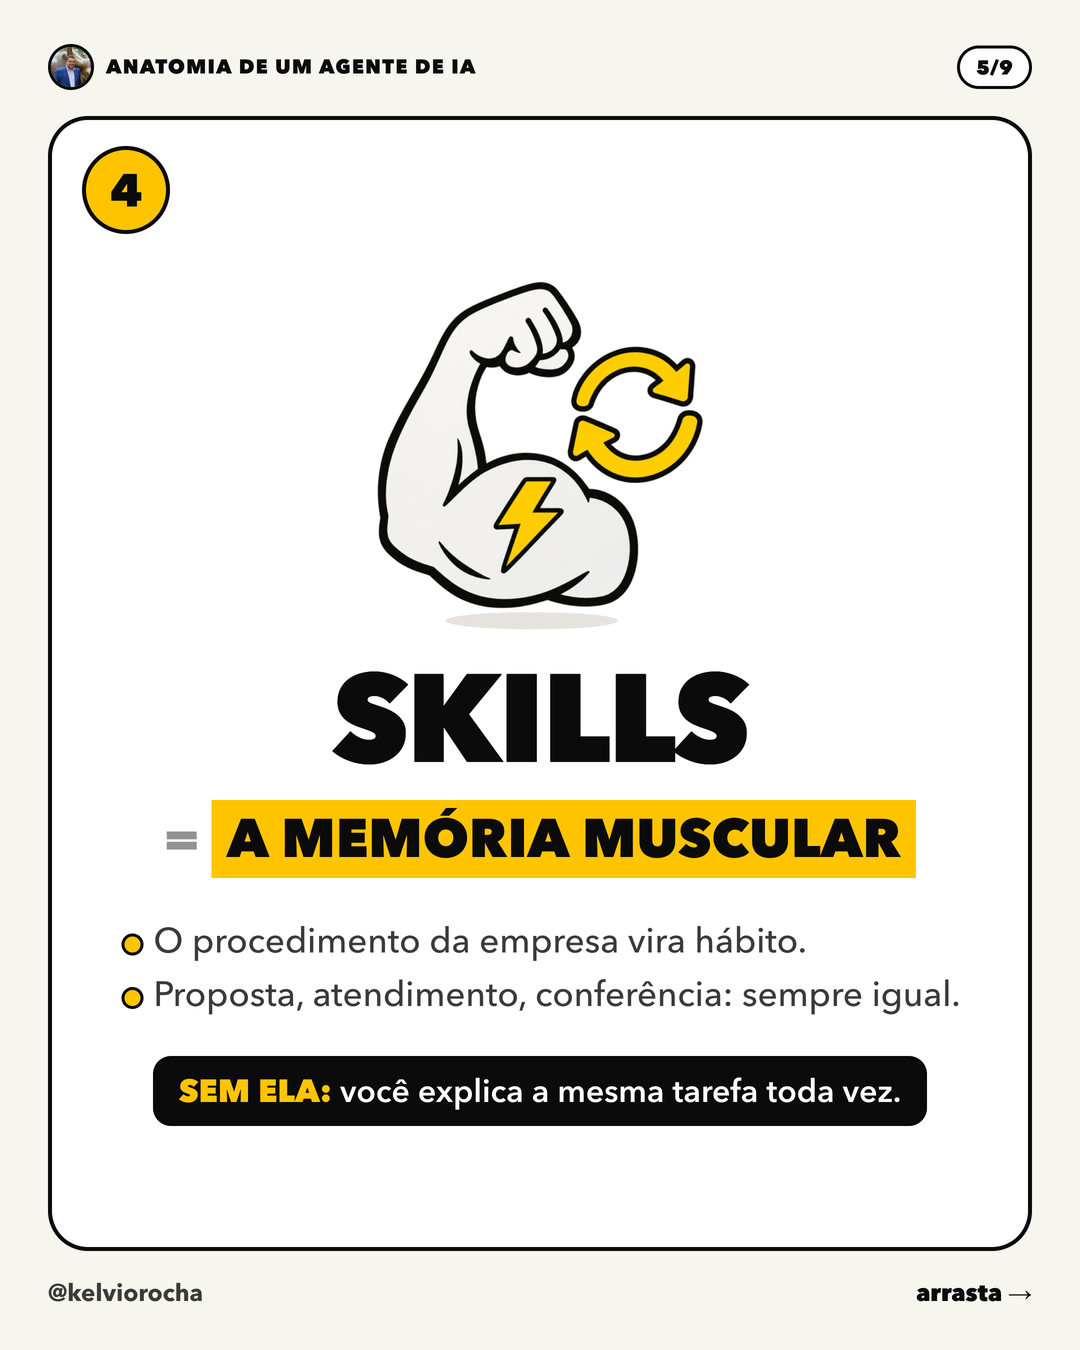 ANATOMIA DE UM AGENTE DE IA
5/9
4
SKILLS
= A MEMÓRIA MUSCULAR
O procedimento da empresa vira hábito.
Proposta, atendimento, conferência: sempre igual.
SEM ELA: você explica a mesma tarefa toda vez.
@kelviorocha
arrasta →